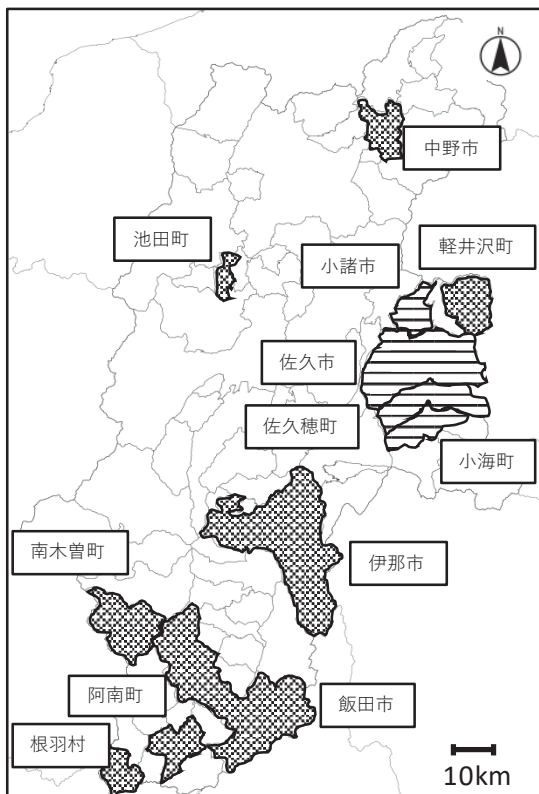 N
中野市
池田町
小諸市
軽井沢町
佐久市
佐久穂町
小海町
南木曽町
伊那市
阿南町
飯田市
根羽村
10km